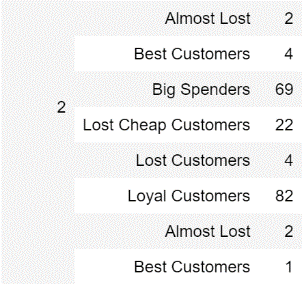 Almost Lost 2
Best Customers 4
Big Spenders 69
2
Lost Cheap Customers 22
Lost Customers 4
Loyal Customers 82
Almost Lost 2
Best Customers 1